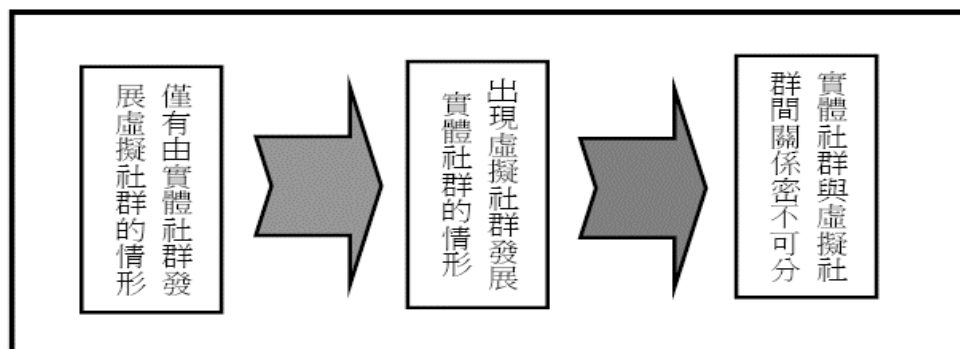 僅有由實體社群發
展虛擬社群的情形
出現虛擬社群發展
實體社群的情形
實體社群與虛擬社
群間關係密不可分